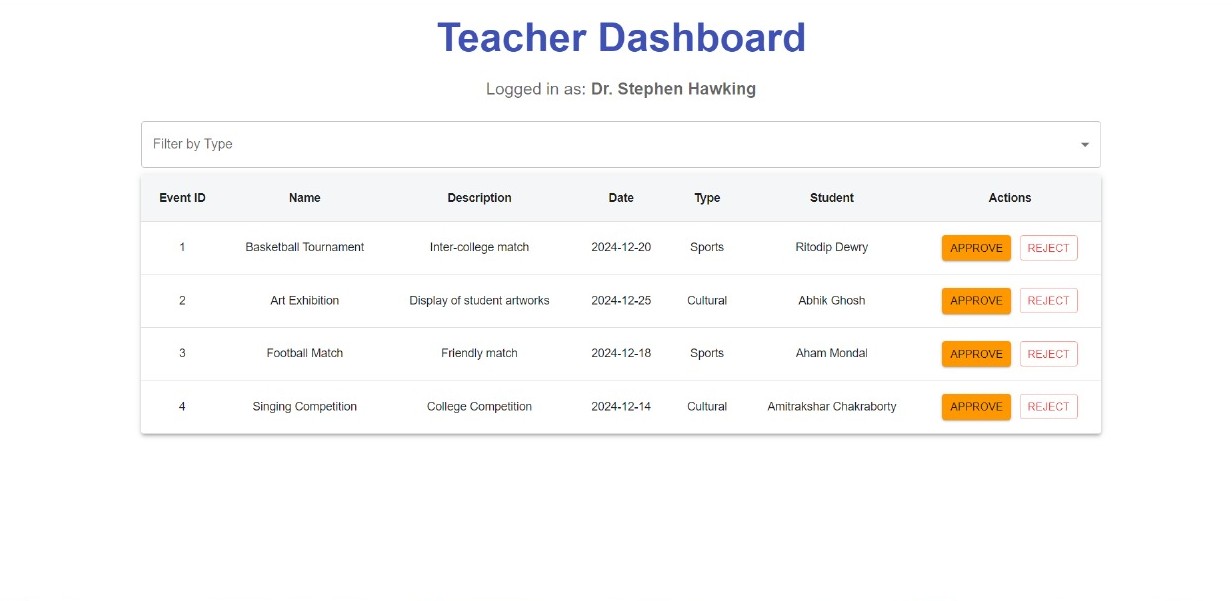 Teacher Dashboard
Logged in as: Dr. Stephen Hawking
Filter by Type
Event ID Name Description Date Type Student Actions
1 Basketball Tournament Inter-college match 2024-12-20 Sports Ritodip Dewry APPROVE REJECT
2 Art Exhibition Display of student artworks 2024-12-25 Cultural Abhik Ghosh APPROVE REJECT
3 Football Match Friendly match 2024-12-18 Sports Aham Mondal APPROVE REJECT
4 Singing Competition College Competition 2024-12-14 Cultural Amitrakshar Chakraborty APPROVE REJECT